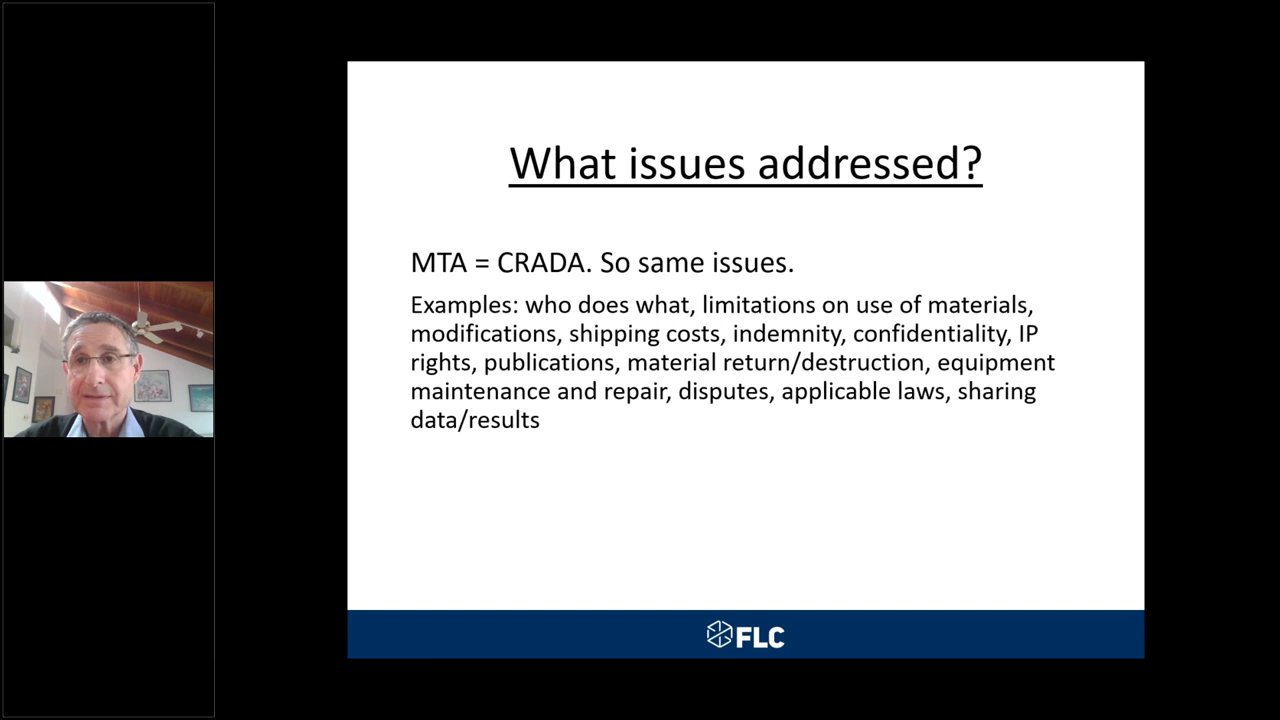 What issues addressed?
MTA = CRADA. So same issues.
Examples: who does what, limitations on use of materials,
modifications, shipping costs, indemnity, confidentiality, IP
rights, publications, material return/destruction, equipment
maintenance and repair, disputes, applicable laws, sharing
data/results
FLC